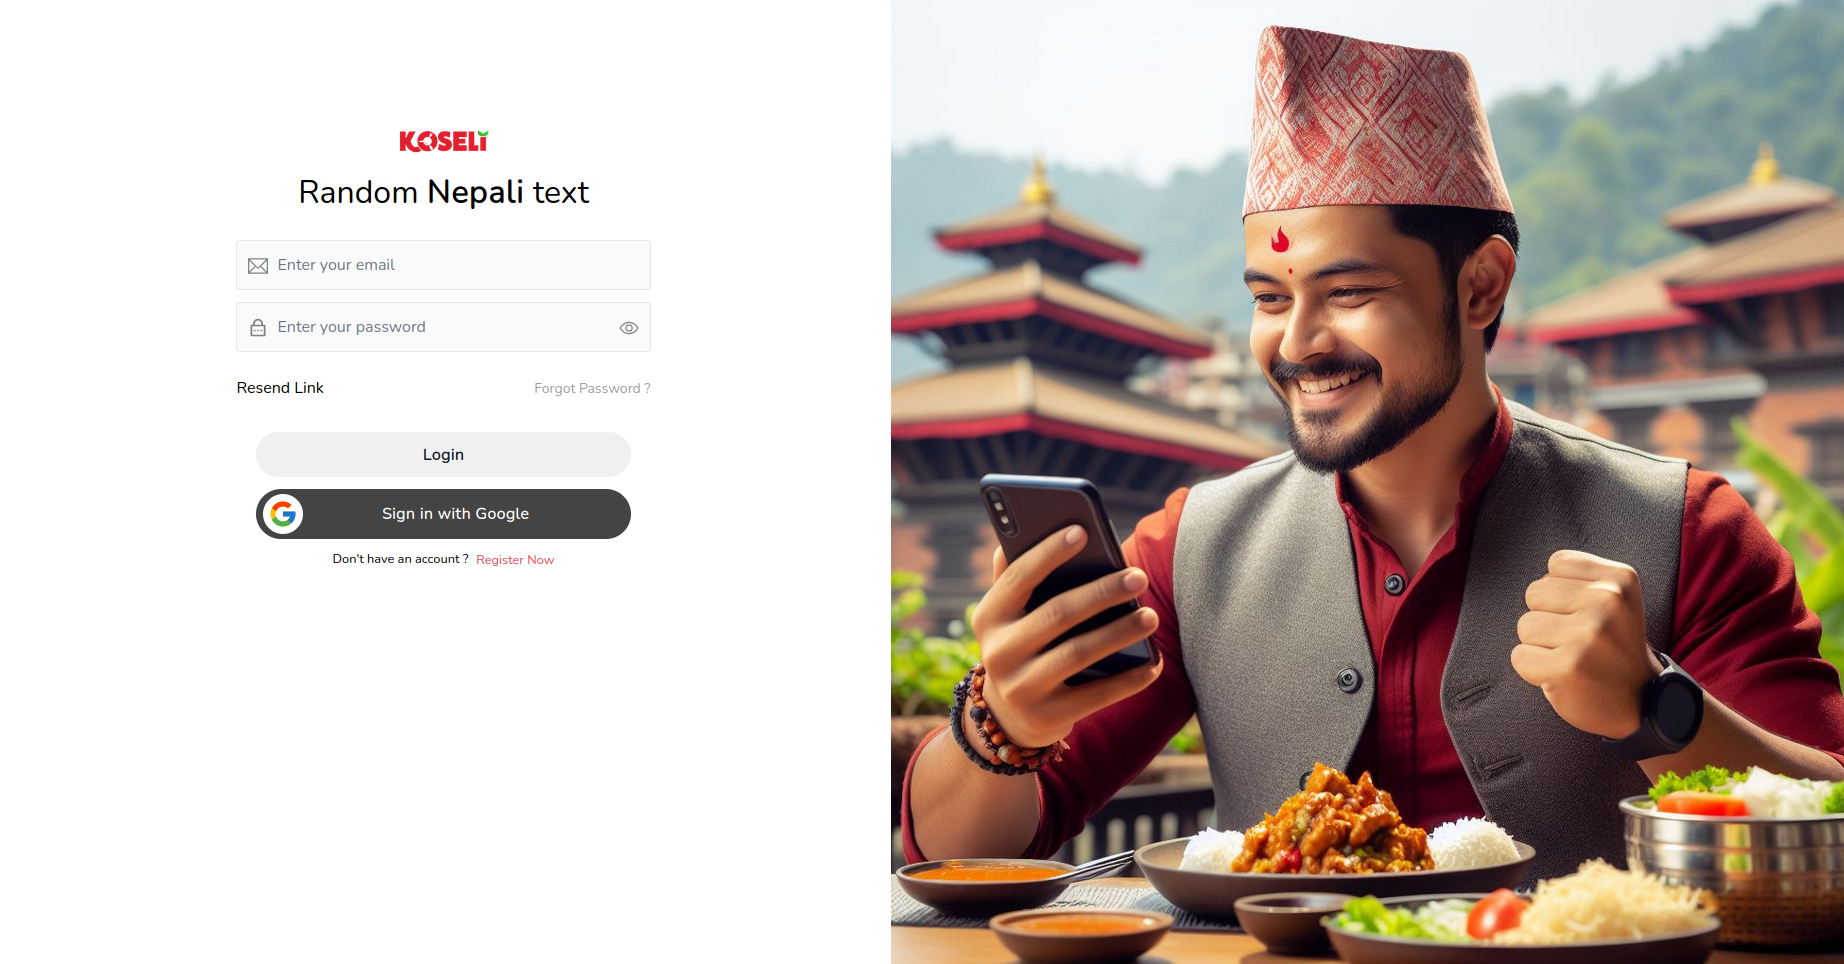 KOSELi
Random Nepali text
Enter your email
Enter your password
Resend Link
Forgot Password ?
Login
Sign in with Google
Don't have an account ? Register Now